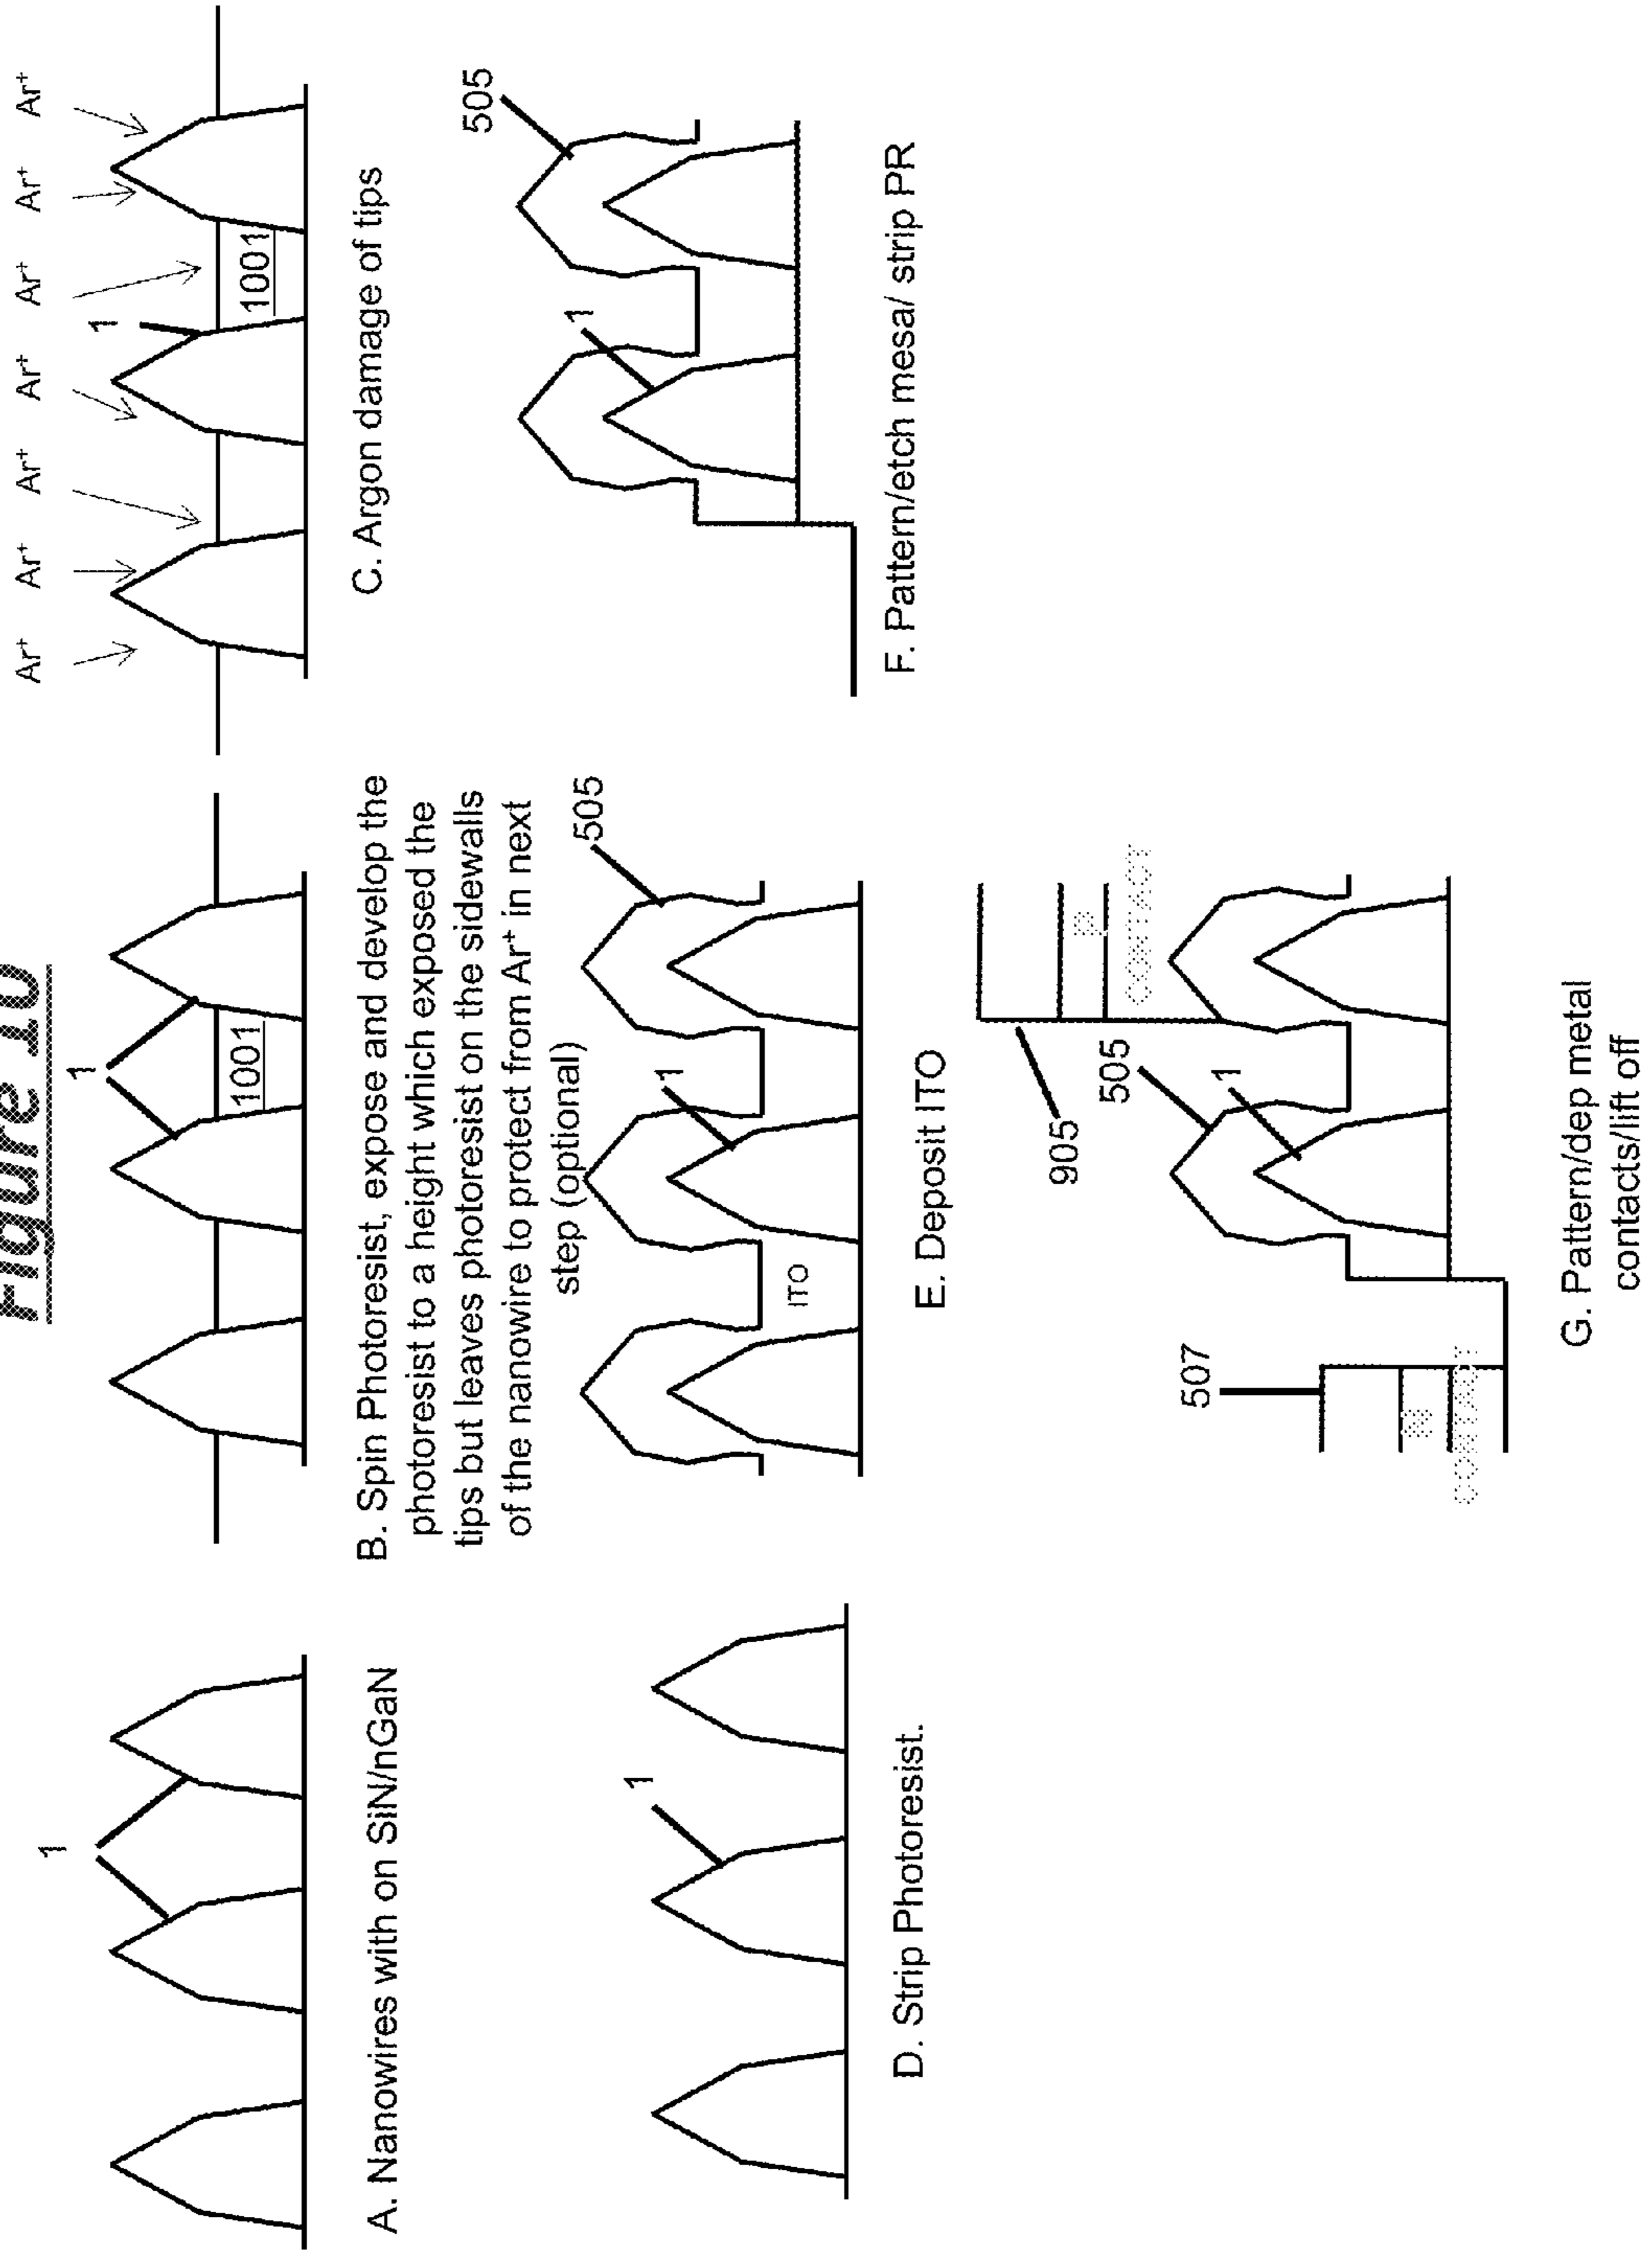 Figure 10
1
A. Nanowires with on SiN/nGaN
1
1001
B. Spin Photoresist, expose and develop the
photoresist to a height which exposed the
tips but leaves photoresist on the sidewalls
of the nanowire to protect from Ar+ in next
step (optional)
Ar+ Ar+ Ar+ Ar+ Ar+ Ar+ Ar+
1
1001
C. Argon damage of tips
1
D. Strip Photoresist.
505
1
ITO
E. Deposit ITO
505
1
F. Pattern/etch mesa/ strip PR
507
n
CONTACT
905
p
CONTACT
505
1
G. Pattern/dep metal
contacts/lift off